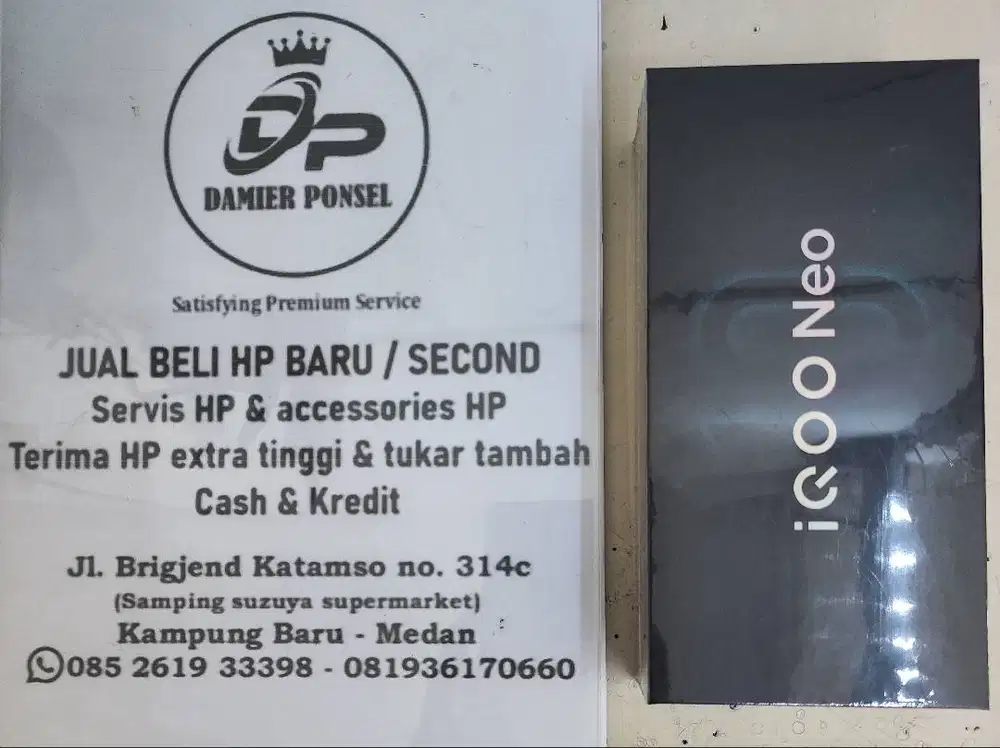 DP
DAMIER PONSEL
Satisfying Premium Service
JUAL BELI HP BARU / SECOND
Servis HP & accessories HP
Terima HP extra tinggi & tukar tambah
Cash & Kredit
Jl. Brigjend Katamso no. 314c
(Samping suzuya supermarket)
Kampung Baru - Medan
085 2619 33398 - 081936170660
iQOO Neo